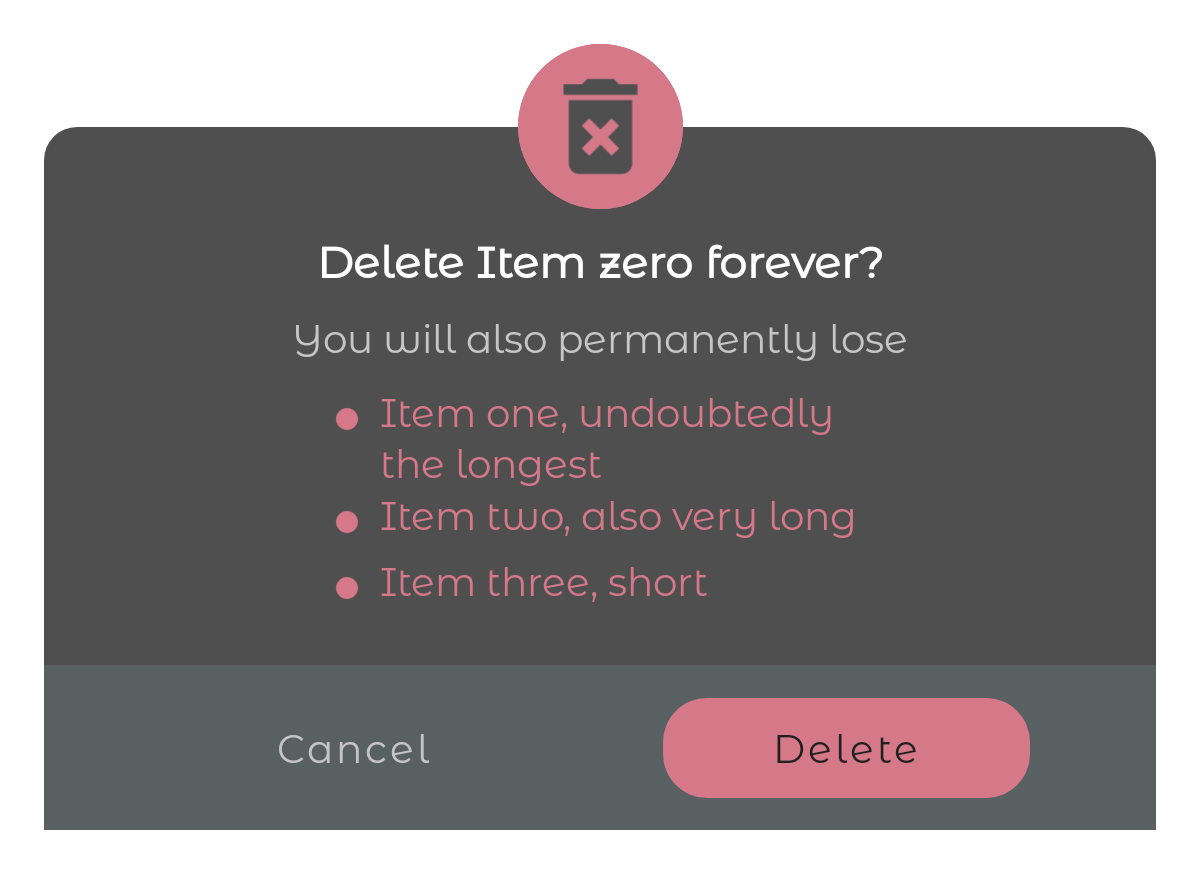 Delete Item zero forever?
You will also permanently lose
Item one, undoubtedly
the longest
Item two, also very long
Item three, short
Cancel
Delete